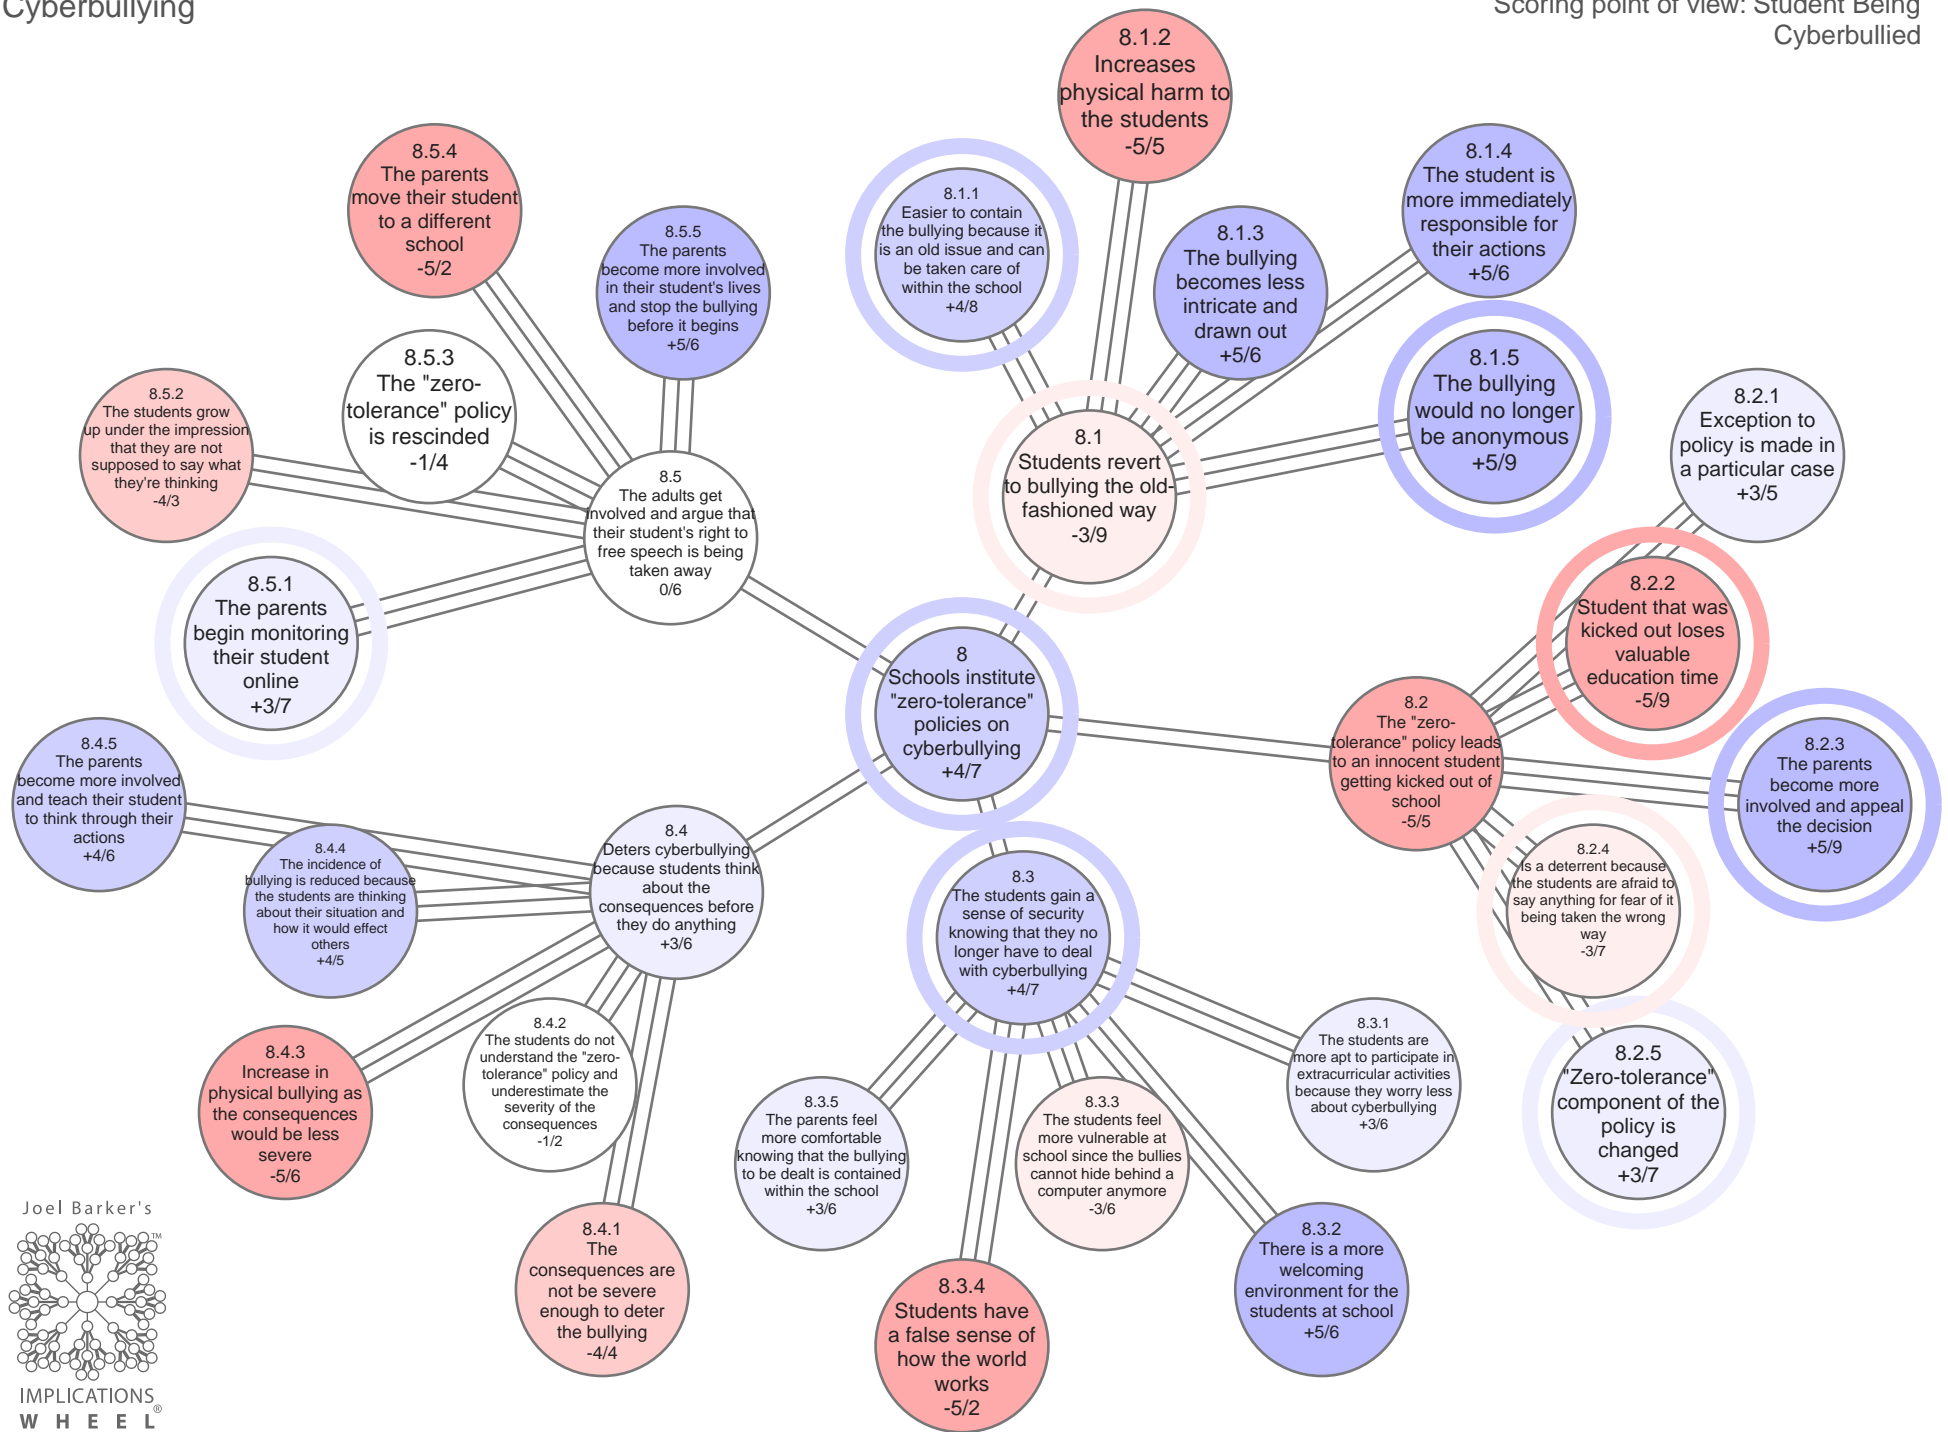 Cyberbullying
Scoring point of view: Student Being
Cyberbullied
8.1.2
Increases
physical harm to
the students
-5/5
8.5.4
The parents
move their student
to a different
school
-5/2
8.1.4
The student is
more immediately
responsible for
their actions
+5/6
8.1.1
Easier to contain
the bullying because it
is an old issue and can
be taken care of
within the school
+4/8
8.5.5
The parents
become more involved
in their student's lives
and stop the bullying
before it begins
+5/6
8.1.3
The bullying
becomes less
intricate and
drawn out
+5/6
8.5.3
The "zero-
tolerance" policy
is rescinded
-1/4
8.1.5
The bullying
would no longer
be anonymous
+5/9
8.5.2
The students grow
up under the impression
that they are not
supposed to say what
they're thinking
-4/3
8.2.1
Exception to
policy is made in
a particular case
+3/5
8.1
Students revert
to bullying the old-
fashioned way
-3/9
8.5
The adults get
involved and argue that
their student's right to
free speech is being
taken away
0/6
8.5.1
The parents
begin monitoring
their student
online
+3/7
8.2.2
Student that was
kicked out loses
valuable
education time
-5/9
8
Schools institute
"zero-tolerance"
policies on
cyberbullying
+4/7
8.2
The "zero-
tolerance" policy leads
to an innocent student
getting kicked out of
school
-5/5
8.2.3
The parents
become more
involved and appeal
the decision
+5/9
8.4.5
The parents
become more involved
and teach their student
to think through their
actions
+4/6
8.4.4
The incidence of
bullying is reduced because
the students are thinking
about their situation and
how it would effect
others
+4/5
8.4
Deters cyberbullying
because students think
about the
consequences before
they do anything
+3/6
8.3
The students gain a
sense of security
knowing that they no
longer have to deal
with cyberbullying
+4/7
8.2.4
Is a deterrent because
the students are afraid to
say anything for fear of it
being taken the wrong
way
-3/7
8.4.3
Increase in
physical bullying as
the consequences
would be less
severe
-5/6
8.4.2
The students do not
understand the "zero-
tolerance" policy and
underestimate the
severity of the
consequences
-1/2
8.3.1
The students are
more apt to participate in
extracurricular activities
because they worry less
about cyberbullying
+3/6
8.2.5
"Zero-tolerance"
component of the
policy is
changed
+3/7
8.3.5
The parents feel
more comfortable
knowing that the bullying
to be dealt is contained
within the school
+3/6
8.3.3
The students feel
more vulnerable at
school since the bullies
cannot hide behind a
computer anymore
-3/6
8.4.1
The
consequences are
not be severe
enough to deter
the bullying
-4/4
8.3.2
There is a more
welcoming
environment for the
students at school
+5/6
8.3.4
Students have
a false sense of
how the world
works
-5/2
Joel Barker's
TM
IMPLICATIONS
WHEEL®